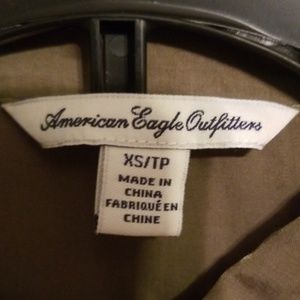 American Eagle Outfitters
XS/TP
MADE IN
CHINA
FABRIQUÉ EN
CHINE